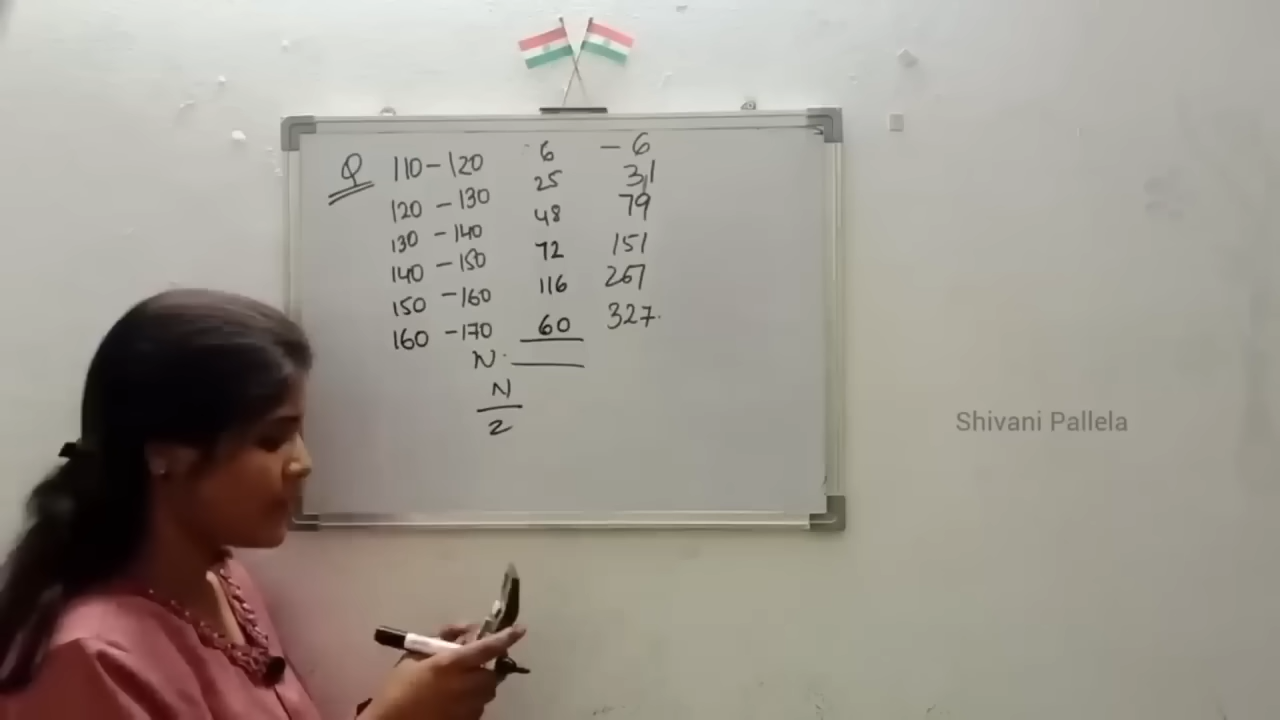 Q 110 - 120 6 - 6
120 - 130 25 31
130 - 140 48 79
140 - 150 72 151
150 - 160 116 267
160 - 170 60 327.
N.
N
2
Shivani Pallela